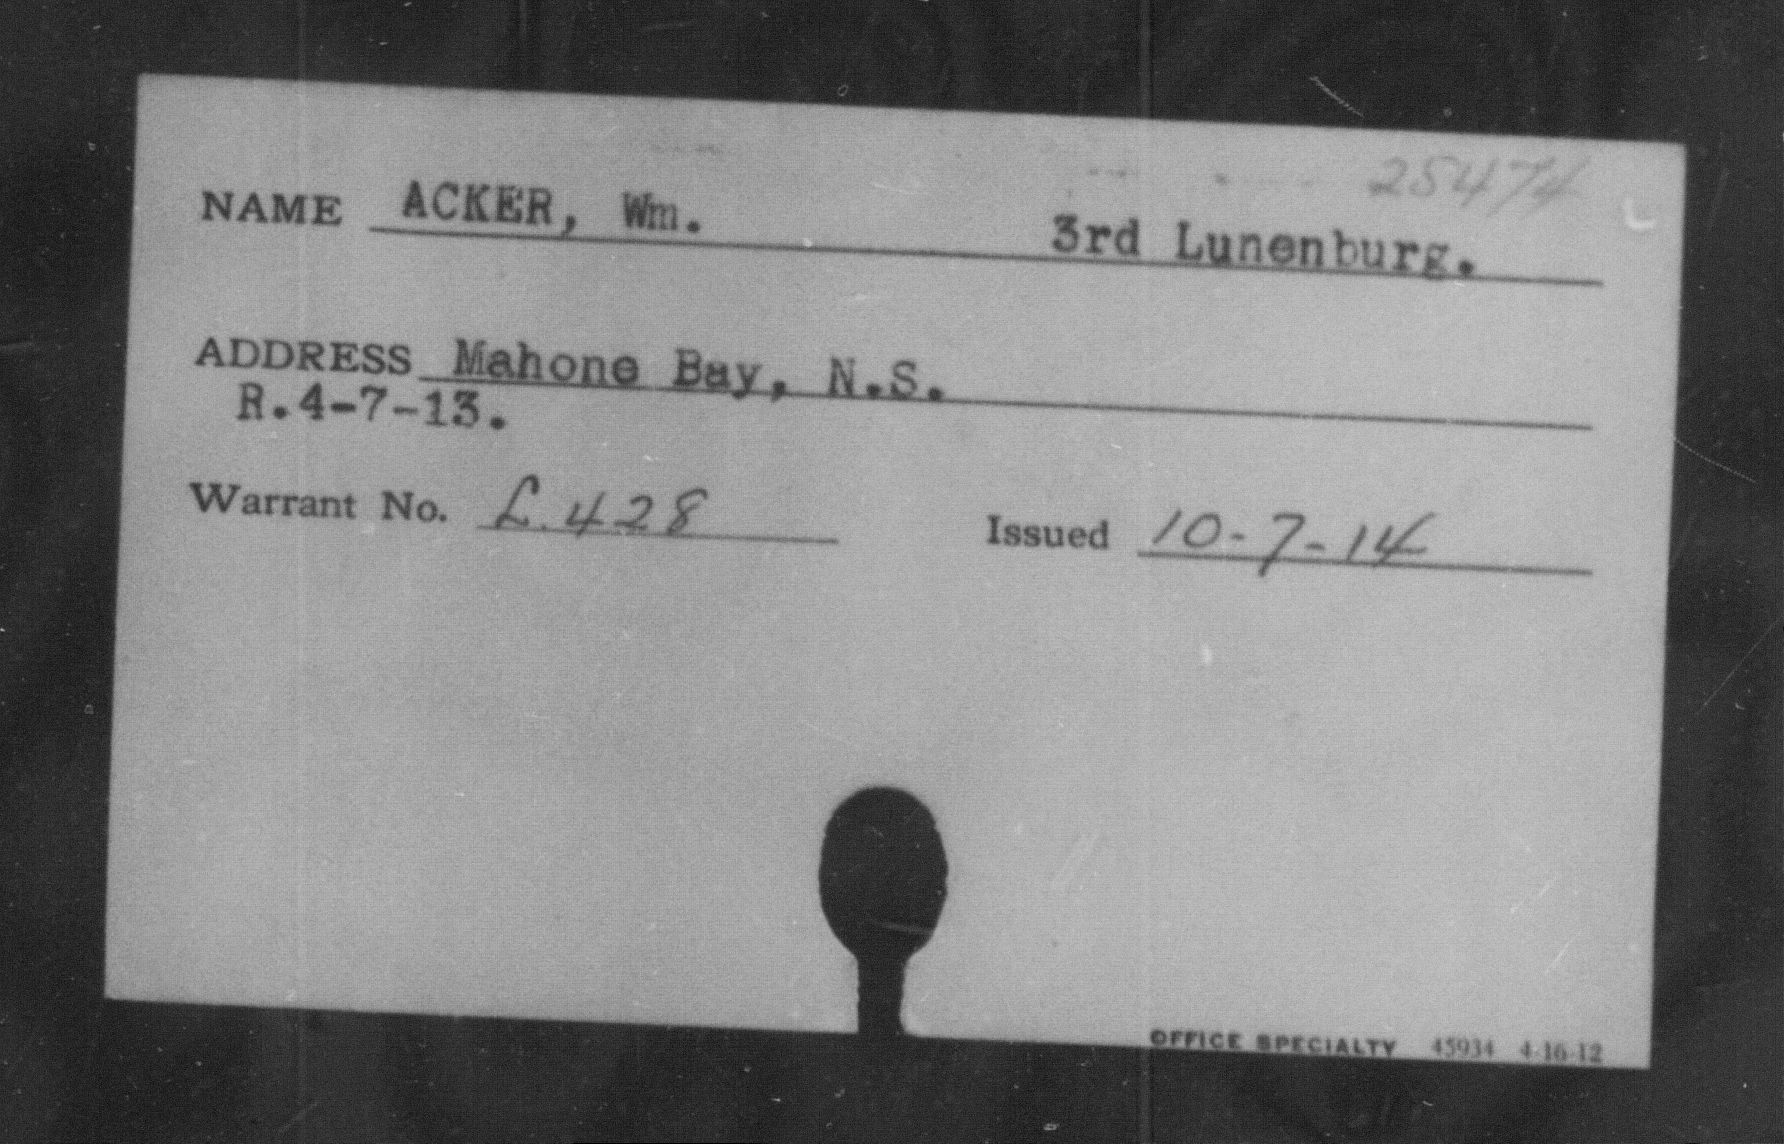 25474
NAME ACKER, Wm. 3rd Lunenburg.
ADDRESS Mahone Bay, N.S.
R.4-7-13.
Warrant No. L.428 Issued 10-7-14
OFFICE SPECIALTY 45934 4-16-12